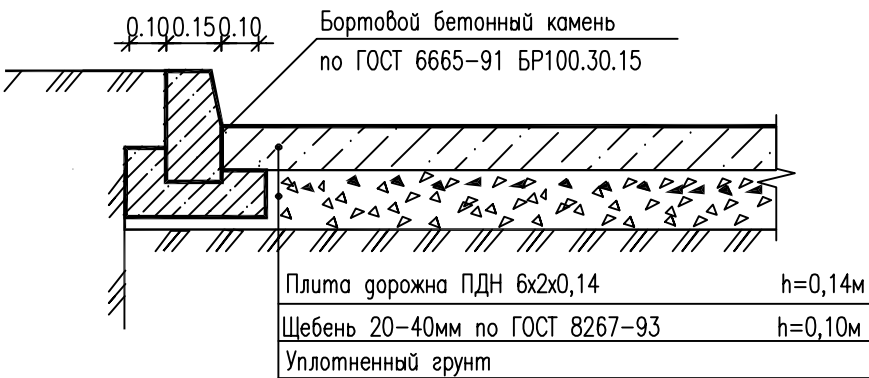 0.10 0.15 0.10
Бортовой бетонный камень
по ГОСТ 6665-91 БР100.30.15
Плита дорожна ПДН 6х2х0,14 h=0,14м
Щебень 20-40мм по ГОСТ 8267-93 h=0,10м
Уплотненный грунт